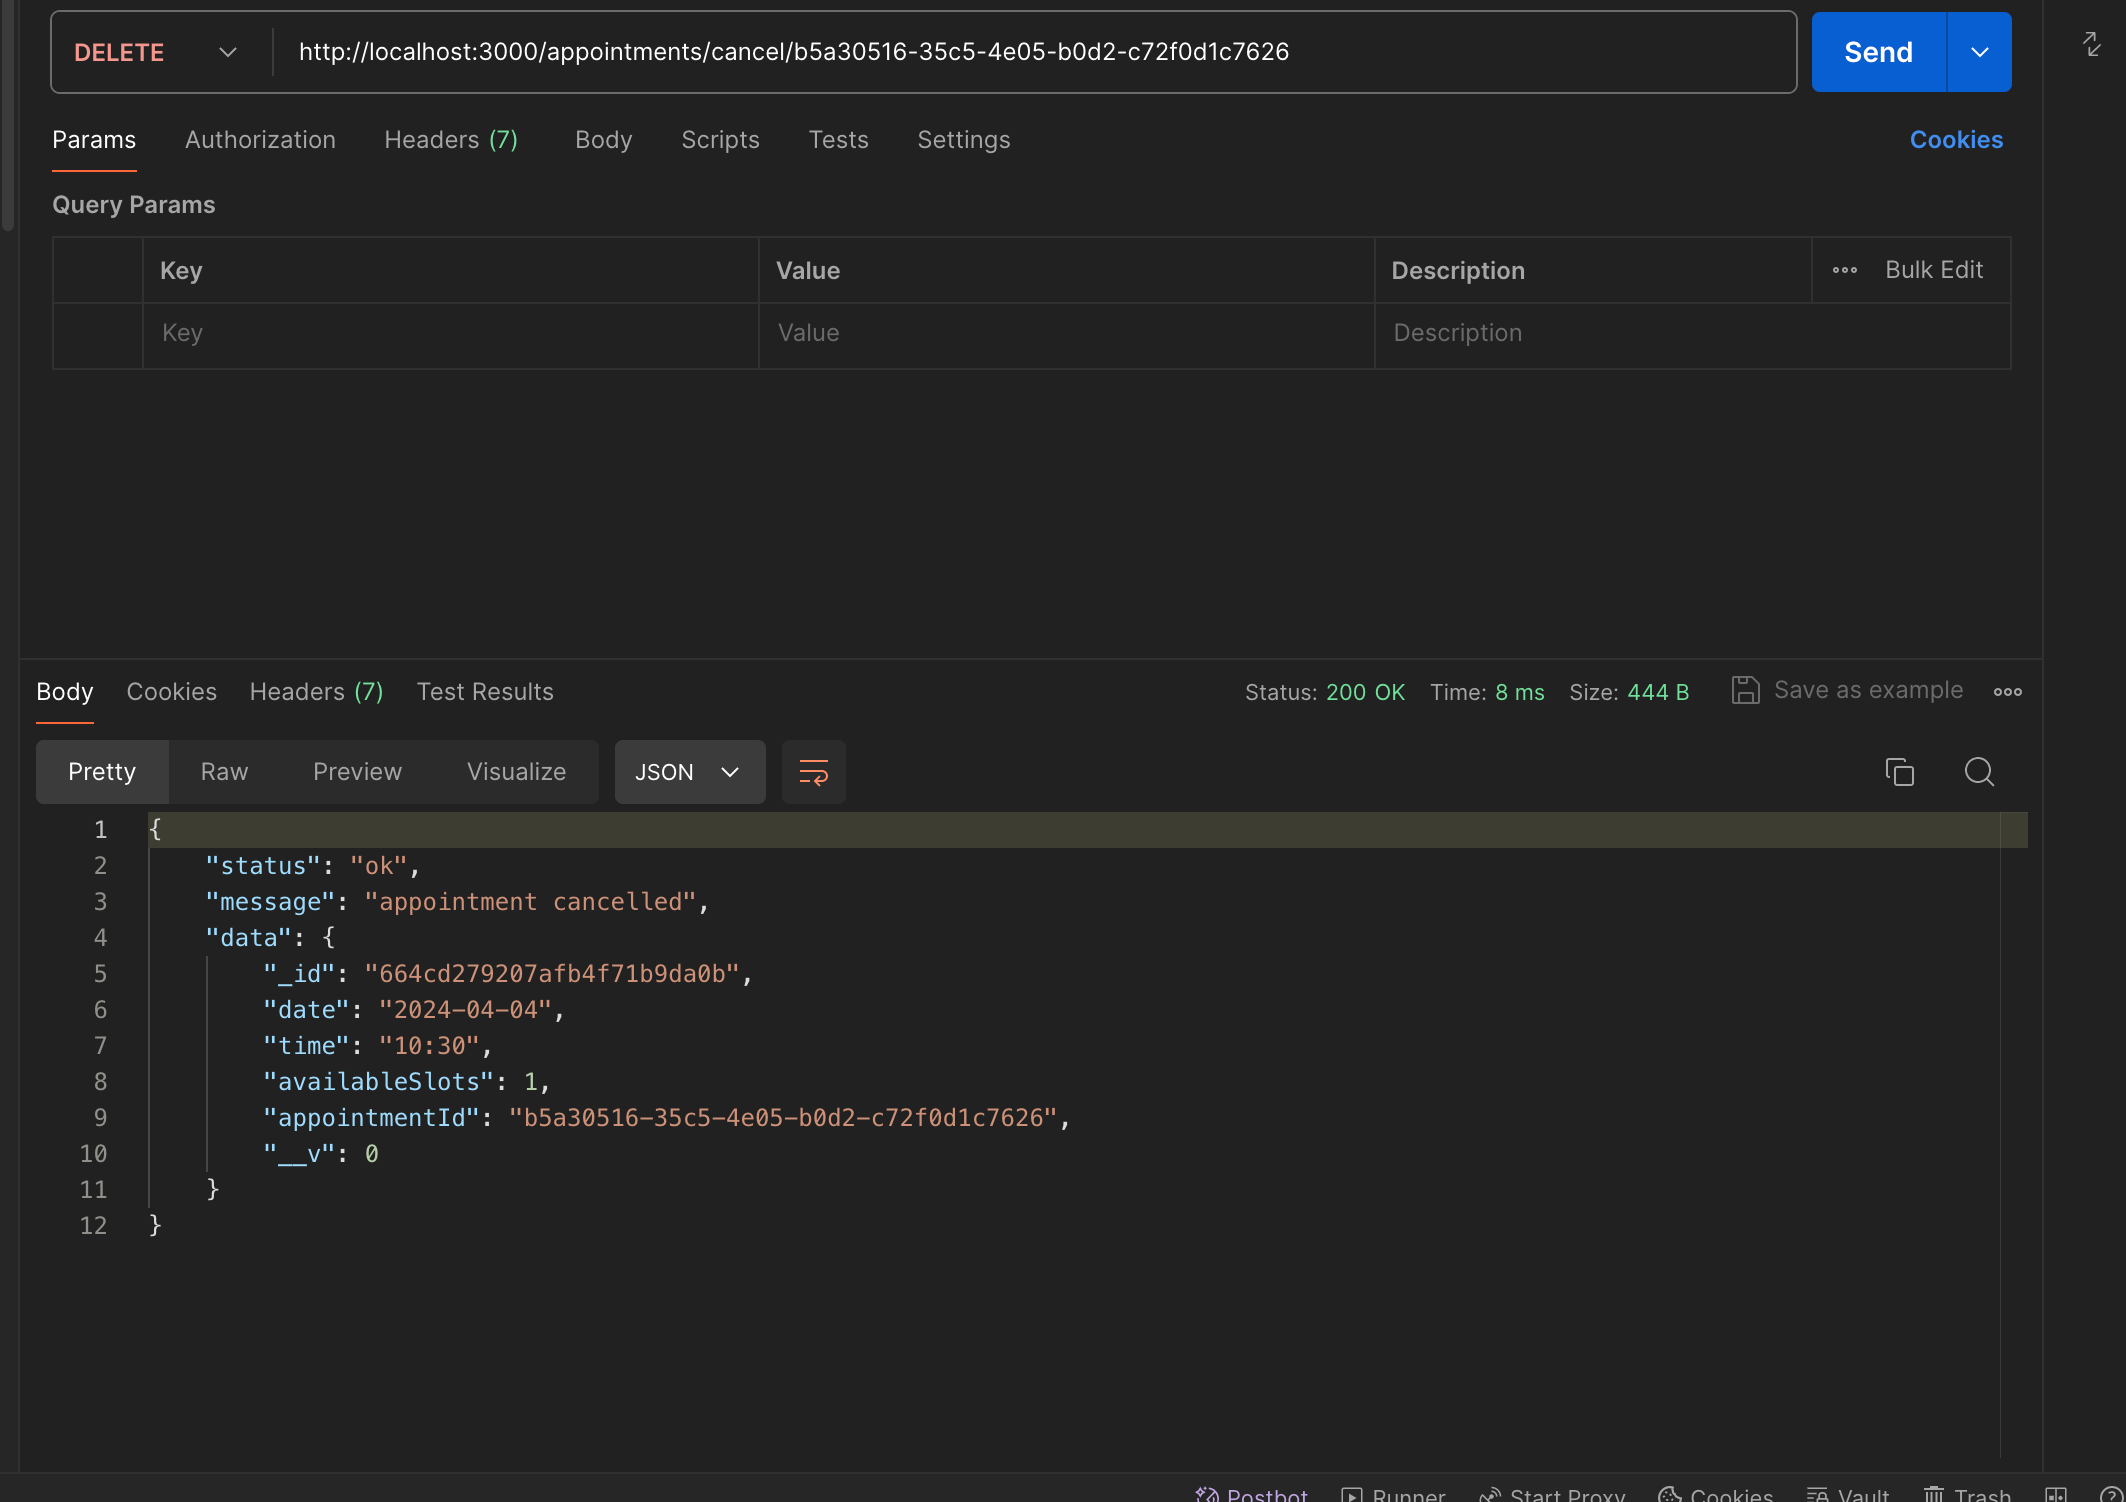 DELETE http://localhost:3000/appointments/cancel/b5a30516-35c5-4e05-b0d2-c72f0d1c7626 Send
Params Authorization Headers (7) Body Scripts Tests Settings Cookies
Query Params
Key Value Description Bulk Edit
Key Value Description
Body Cookies Headers (7) Test Results Status: 200 OK Time: 8 ms Size: 444 B Save as example
Pretty Raw Preview Visualize JSON
1 {
2 "status": "ok",
3 "message": "appointment cancelled",
4 "data": {
5 "_id": "664cd279207afb4f71b9da0b",
6 "date": "2024-04-04",
7 "time": "10:30",
8 "availableSlots": 1,
9 "appointmentId": "b5a30516-35c5-4e05-b0d2-c72f0d1c7626",
10 "__v": 0
11 }
12 }
Postbot Runner Start Proxy Cookies Vault Trash